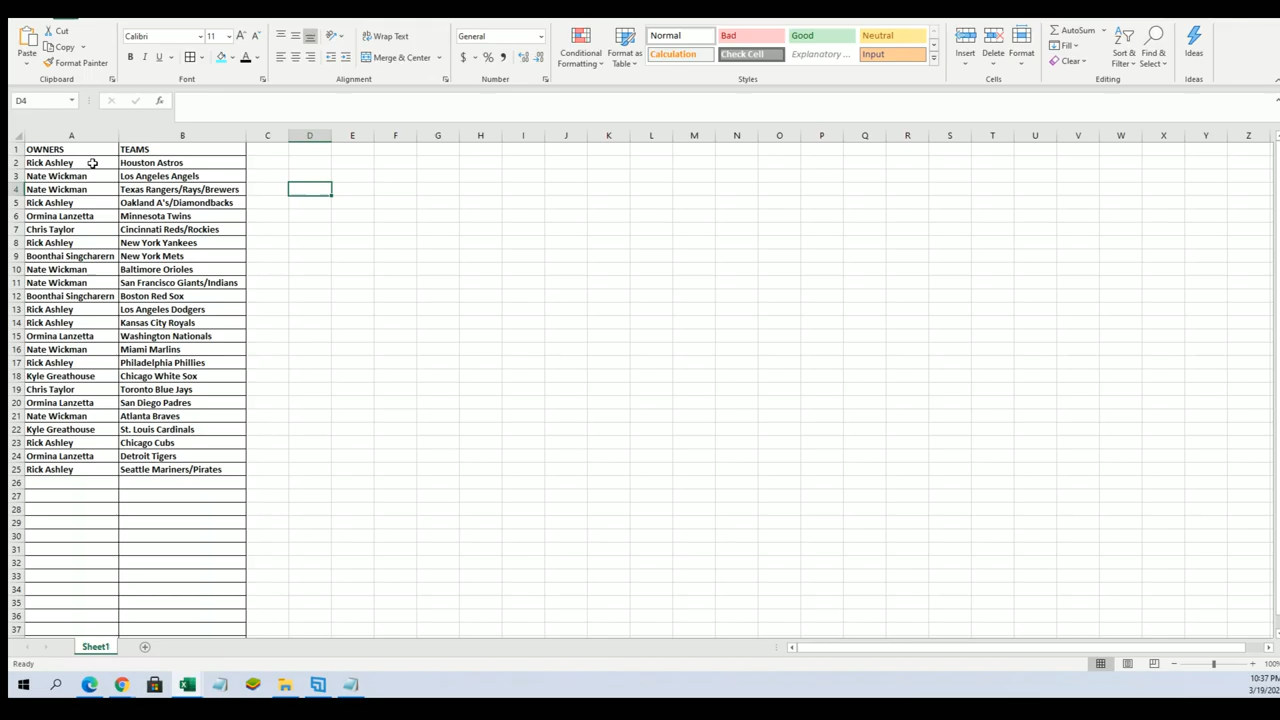 Cut
Copy
Format Painter
Paste
Clipboard
Calibri 11
B I U
Font
Wrap Text
Merge & Center
Alignment
General
$ % ,
Number
Conditional Formatting
Format as Table
Normal Bad Good Neutral
Calculation Check Cell Explanatory ... Input
Styles
Insert Delete Format
Cells
AutoSum
Fill
Clear
Sort & Filter
Find & Select
Editing
Ideas
Ideas
D4 fx
A B C D E F G H I J K L M N O P Q R S T U V W X Y Z
1 OWNERS TEAMS
2 Rick Ashley Houston Astros
3 Nate Wickman Los Angeles Angels
4 Nate Wickman Texas Rangers/Rays/Brewers
5 Rick Ashley Oakland A's/Diamondbacks
6 Ormina Lanzetta Minnesota Twins
7 Chris Taylor Cincinnati Reds/Rockies
8 Rick Ashley New York Yankees
9 Boonthai Singcharern New York Mets
10 Nate Wickman Baltimore Orioles
11 Nate Wickman San Francisco Giants/Indians
12 Boonthai Singcharern Boston Red Sox
13 Rick Ashley Los Angeles Dodgers
14 Rick Ashley Kansas City Royals
15 Ormina Lanzetta Washington Nationals
16 Nate Wickman Miami Marlins
17 Rick Ashley Philadelphia Phillies
18 Kyle Greathouse Chicago White Sox
19 Chris Taylor Toronto Blue Jays
20 Ormina Lanzetta San Diego Padres
21 Nate Wickman Atlanta Braves
22 Kyle Greathouse St. Louis Cardinals
23 Rick Ashley Chicago Cubs
24 Ormina Lanzetta Detroit Tigers
25 Rick Ashley Seattle Mariners/Pirates
26
27
28
29
30
31
32
33
34
35
36
37
Sheet1
Ready
100%
10:37 PM
3/19/202